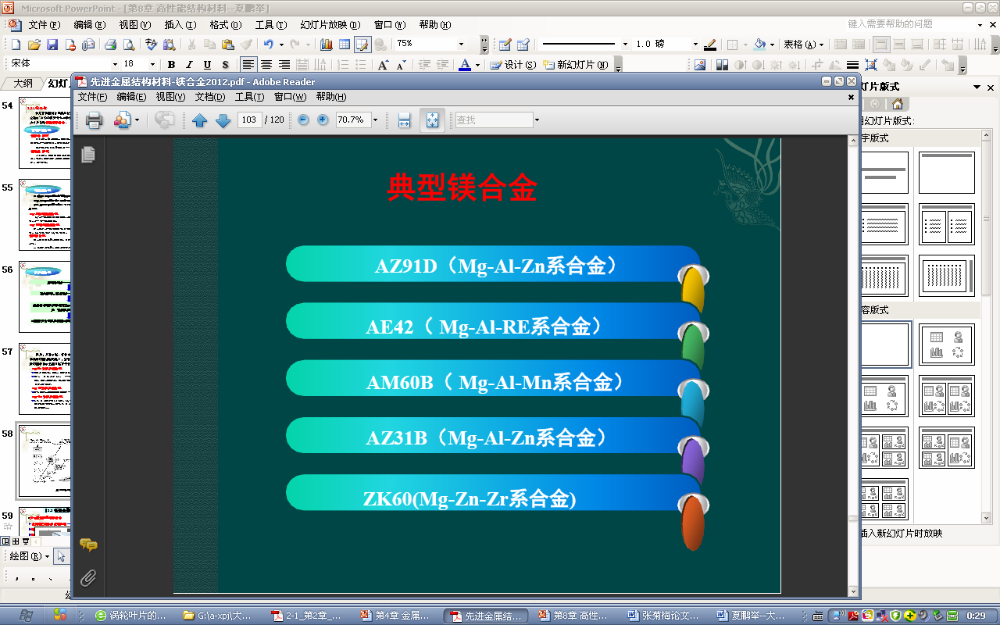 Microsoft PowerPoint - [第8章 高性能结构材料--夏鹏举]
文件(F) 编辑(E) 视图(V) 插入(I) 格式(O) 工具(T) 幻灯片放映(D) 窗口(W) 帮助(H) 键入需要帮助的问题
75% 1.0 磅 表格(A)
宋体 18 B I U S A A A 设计(S) 新幻灯片(N)
大纲 幻灯
先进金属结构材料-镁合金2012.pdf - Adobe Reader
灯片版式
文件(F) 编辑(E) 视图(V) 文档(D) 工具(T) 窗口(W) 帮助(H)
103 / 120 70.7% 查找
用幻灯片版式:
字版式
54
55
56
57
58
59
典型镁合金
AZ91D（Mg-Al-Zn系合金）
AE42（ Mg-Al-RE系合金）
AM60B（ Mg-Al-Mn系合金）
AZ31B（Mg-Al-Zn系合金）
ZK60(Mg-Zn-Zr系合金)
容版式
插入新幻灯片时放映
绘图(R)
涡轮叶片的... G:\a-xpj\大... 2-1_第2章_... 第4章 金属... 先进金属结... 第8章 高性... 张菊梅论文... 夏鹏举--大... 0:29